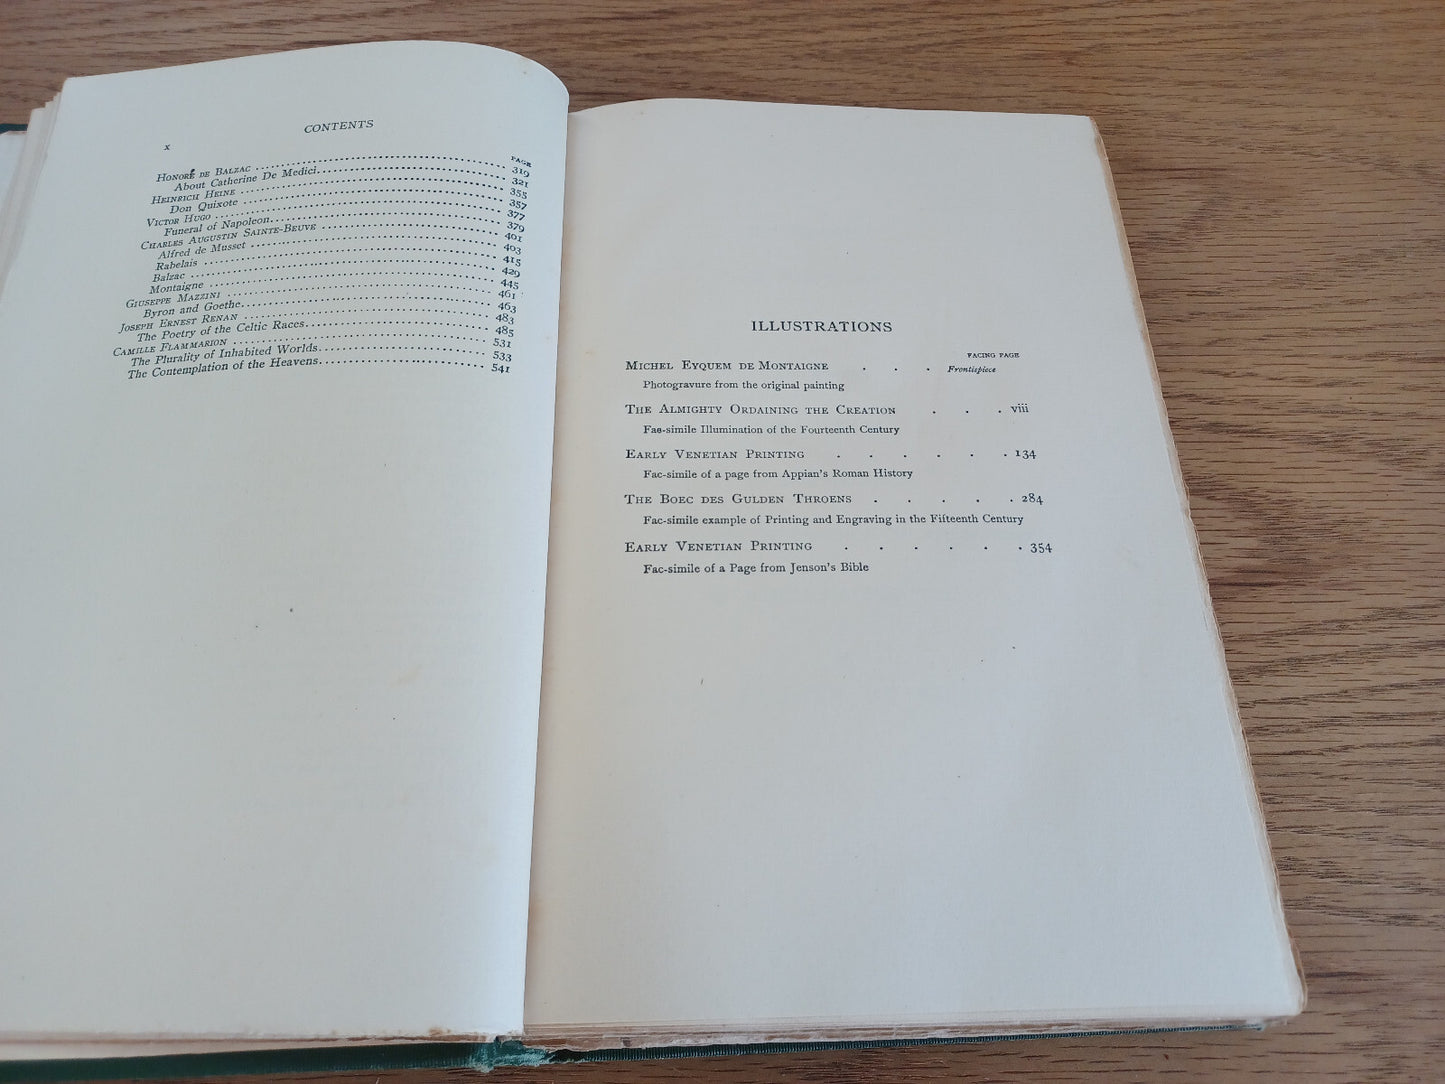 CONTENTS
x
PAGE
HONORÉ DE BALZAC ........ 319
About Catherine De Medici ........ 321
HEINRICH HEINE ........ 355
Don Quixote ........ 357
VICTOR HUGO ........ 377
Funeral of Napoleon ........ 379
CHARLES AUGUSTIN SAINTE-BEUVE ........ 401
Alfred de Musset ........ 403
Rabelais ........ 415
Balzac ........ 429
Montaigne ........ 445
GIUSEPPE MAZZINI ........ 461
Byron and Goethe ........ 463
JOSEPH ERNEST RENAN ........ 483
The Poetry of the Celtic Races ........ 485
CAMILLE FLAMMARION ........ 531
The Plurality of Inhabited Worlds ........ 533
The Contemplation of the Heavens ........ 541
ILLUSTRATIONS
FACING PAGE
MICHEL EYQUEM DE MONTAIGNE . . . Frontispiece
Photogravure from the original painting
THE ALMIGHTY ORDAINING THE CREATION . . . viii
Fac-simile Illumination of the Fourteenth Century
EARLY VENETIAN PRINTING . . . . . . 134
Fac-simile of a page from Appian's Roman History
THE BOEC DES GULDEN THROENS . . . . . 284
Fac-simile example of Printing and Engraving in the Fifteenth Century
EARLY VENETIAN PRINTING . . . . . . 354
Fac-simile of a Page from Jenson's Bible